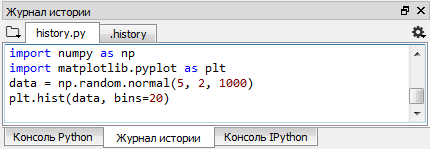 Журнал истории
history.py
.history
import numpy as np
import matplotlib.pyplot as plt
data = np.random.normal(5, 2, 1000)
plt.hist(data, bins=20)
Консоль Python
Журнал истории
Консоль IPython